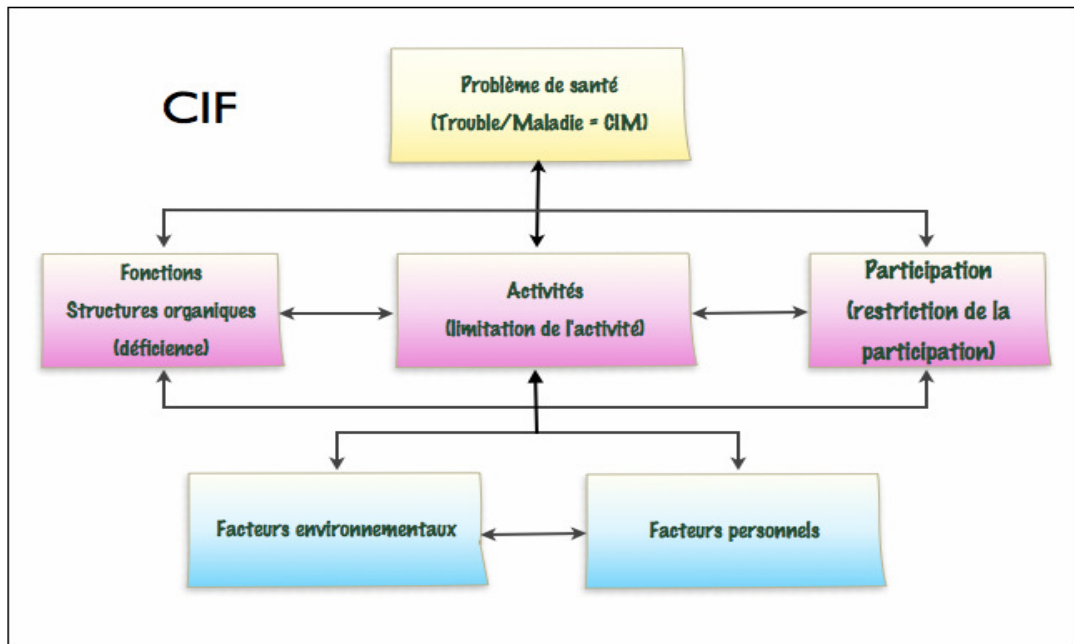 CIF
Problème de santé
(Trouble/Maladie = CIM)
Fonctions
Structures organiques
(déficience)
Activités
(limitation de l'activité)
Participation
(restriction de la
participation)
Facteurs environnementaux
Facteurs personnels